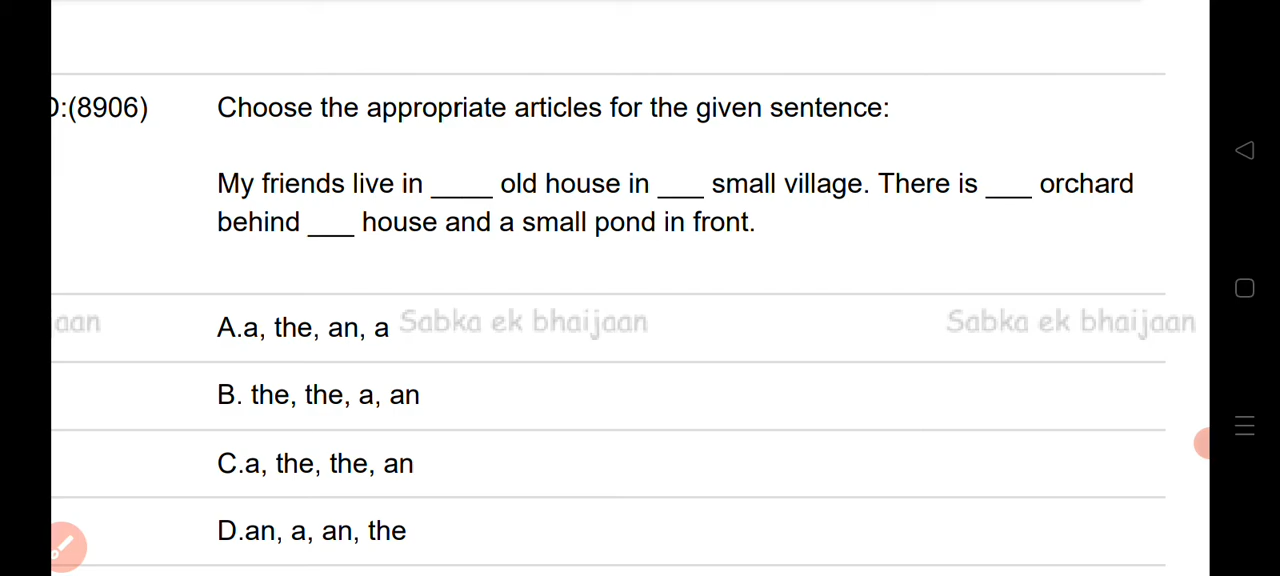 :(8906) Choose the appropriate articles for the given sentence:
My friends live in ____ old house in ___ small village. There is ___ orchard
behind ___ house and a small pond in front.
aan A.a, the, an, a Sabka ek bhaijaan Sabka ek bhaijaan
B. the, the, a, an
C.a, the, the, an
D.an, a, an, the